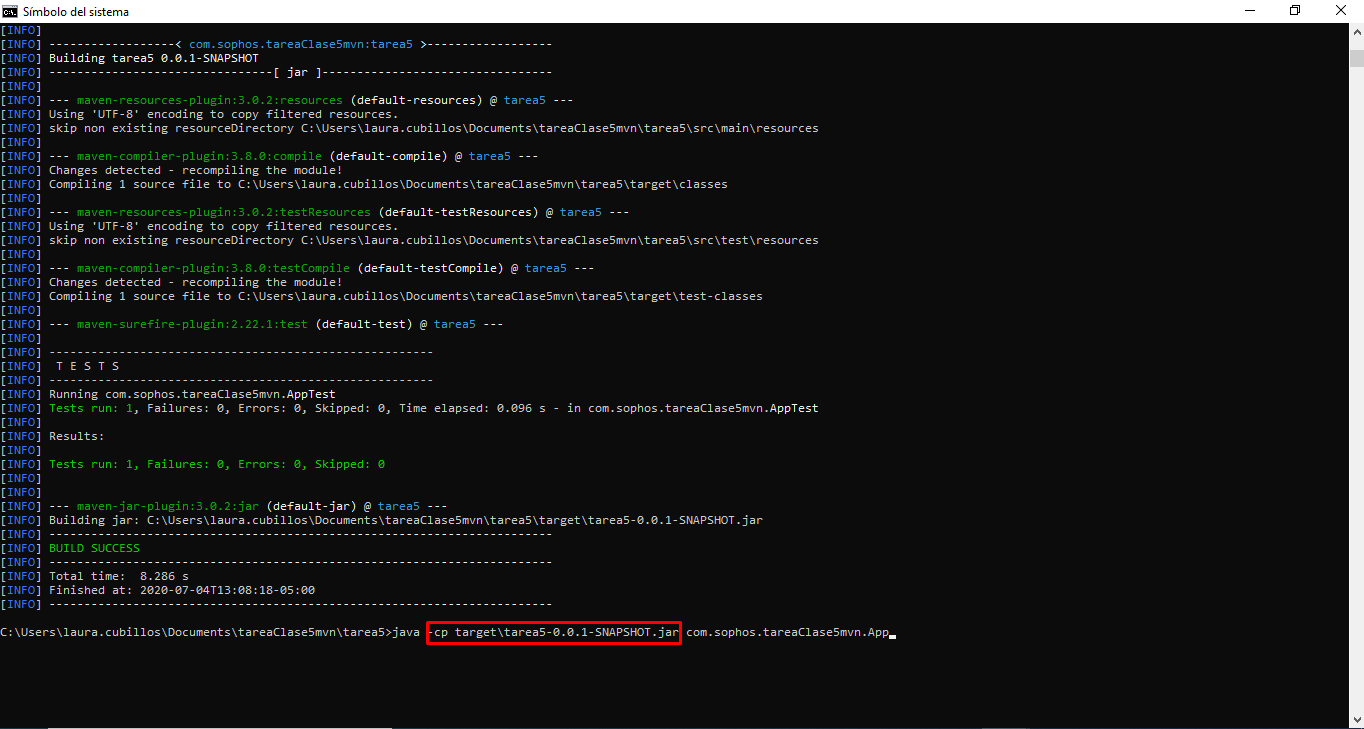 Símbolo del sistema
[INFO]
[INFO] ------------------< com.sophos.tareaClase5mvn:tarea5 >------------------
[INFO] Building tarea5 0.0.1-SNAPSHOT
[INFO] --------------------------------[ jar ]---------------------------------
[INFO]
[INFO] --- maven-resources-plugin:3.0.2:resources (default-resources) @ tarea5 ---
[INFO] Using 'UTF-8' encoding to copy filtered resources.
[INFO] skip non existing resourceDirectory C:\Users\laura.cubillos\Documents\tareaClase5mvn\tarea5\src\main\resources
[INFO]
[INFO] --- maven-compiler-plugin:3.8.0:compile (default-compile) @ tarea5 ---
[INFO] Changes detected - recompiling the module!
[INFO] Compiling 1 source file to C:\Users\laura.cubillos\Documents\tareaClase5mvn\tarea5\target\classes
[INFO]
[INFO] --- maven-resources-plugin:3.0.2:testResources (default-testResources) @ tarea5 ---
[INFO] Using 'UTF-8' encoding to copy filtered resources.
[INFO] skip non existing resourceDirectory C:\Users\laura.cubillos\Documents\tareaClase5mvn\tarea5\src\test\resources
[INFO]
[INFO] --- maven-compiler-plugin:3.8.0:testCompile (default-testCompile) @ tarea5 ---
[INFO] Changes detected - recompiling the module!
[INFO] Compiling 1 source file to C:\Users\laura.cubillos\Documents\tareaClase5mvn\tarea5\target\test-classes
[INFO]
[INFO] --- maven-surefire-plugin:2.22.1:test (default-test) @ tarea5 ---
[INFO]
[INFO] -------------------------------------------------------
[INFO]  T E S T S
[INFO] -------------------------------------------------------
[INFO] Running com.sophos.tareaClase5mvn.AppTest
[INFO] Tests run: 1, Failures: 0, Errors: 0, Skipped: 0, Time elapsed: 0.096 s - in com.sophos.tareaClase5mvn.AppTest
[INFO]
[INFO] Results:
[INFO]
[INFO] Tests run: 1, Failures: 0, Errors: 0, Skipped: 0
[INFO]
[INFO]
[INFO] --- maven-jar-plugin:3.0.2:jar (default-jar) @ tarea5 ---
[INFO] Building jar: C:\Users\laura.cubillos\Documents\tareaClase5mvn\tarea5\target\tarea5-0.0.1-SNAPSHOT.jar
[INFO] ------------------------------------------------------------------------
[INFO] BUILD SUCCESS
[INFO] ------------------------------------------------------------------------
[INFO] Total time:  8.286 s
[INFO] Finished at: 2020-07-04T13:08:18-05:00
[INFO] ------------------------------------------------------------------------
C:\Users\laura.cubillos\Documents\tareaClase5mvn\tarea5>java -cp target\tarea5-0.0.1-SNAPSHOT.jar com.sophos.tareaClase5mvn.App